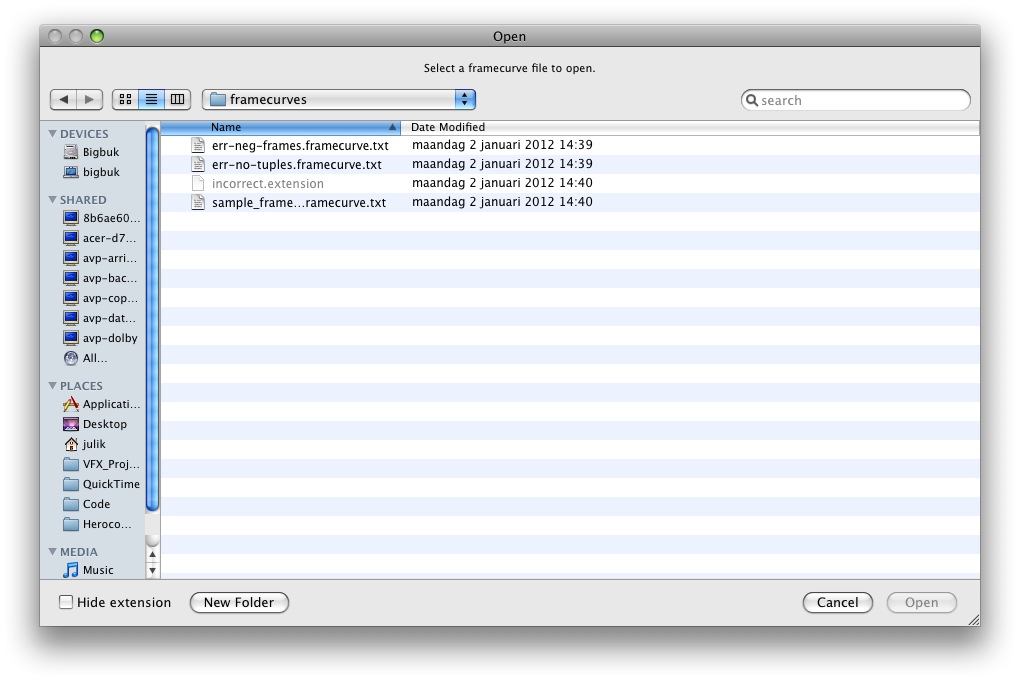 Open
Select a framecurve file to open.
framecurves
search
DEVICES
Bigbuk
bigbuk
SHARED
8b6ae60...
acer-d7...
avp-arri...
avp-bac...
avp-cop...
avp-dat...
avp-dolby
All...
PLACES
Applicati...
Desktop
julik
VFX_Proj...
QuickTime
Code
Heroco...
MEDIA
Music
Name Date Modified
err-neg-frames.framecurve.txt maandag 2 januari 2012 14:39
err-no-tuples.framecurve.txt maandag 2 januari 2012 14:39
incorrect.extension maandag 2 januari 2012 14:40
sample_frame...ramecurve.txt maandag 2 januari 2012 14:40
Hide extension New Folder Cancel Open